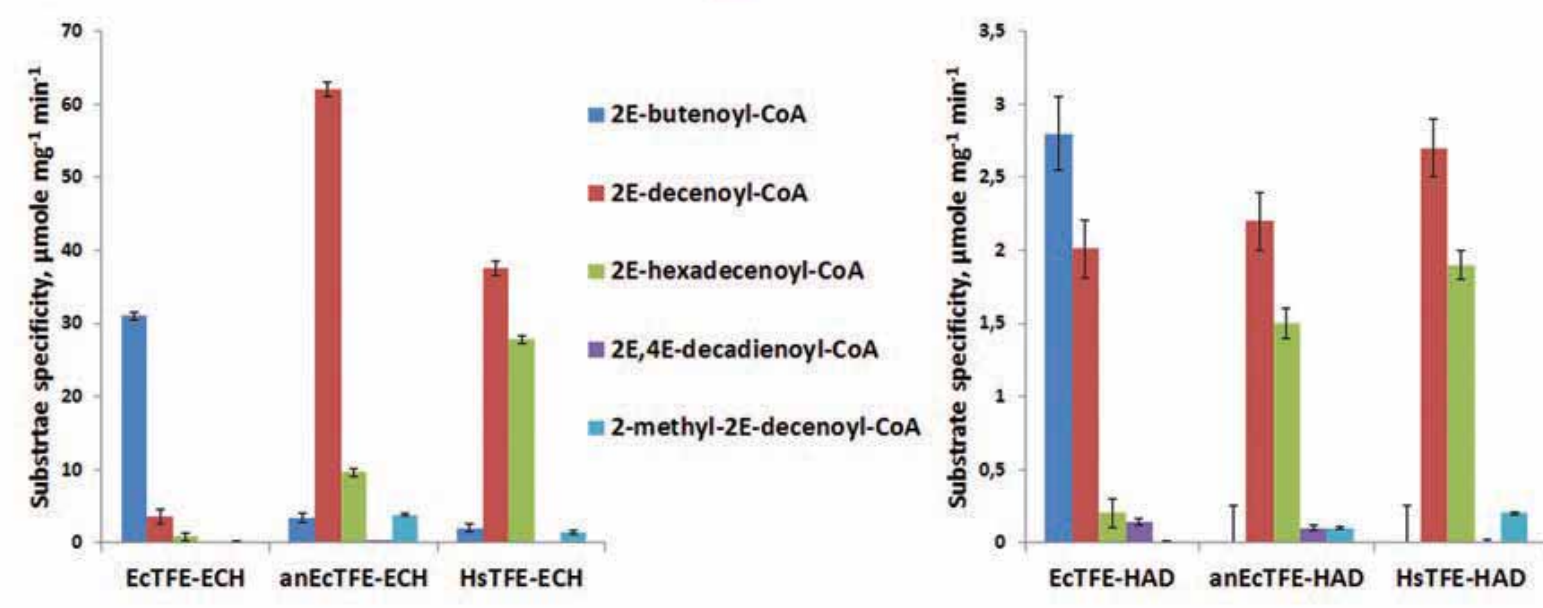 Substrtae specificity, µmole mg-1 min-1
70
60
50
40
30
20
10
0
EcTFE-ECH anEcTFE-ECH HsTFE-ECH
2E-butenoyl-CoA
2E-decenoyl-CoA
2E-hexadecenoyl-CoA
2E,4E-decadienoyl-CoA
2-methyl-2E-decenoyl-CoA
Substrate specificity, µmole mg-1 min-1
3,5
3
2,5
2
1,5
1
0,5
0
EcTFE-HAD anEcTFE-HAD HsTFE-HAD